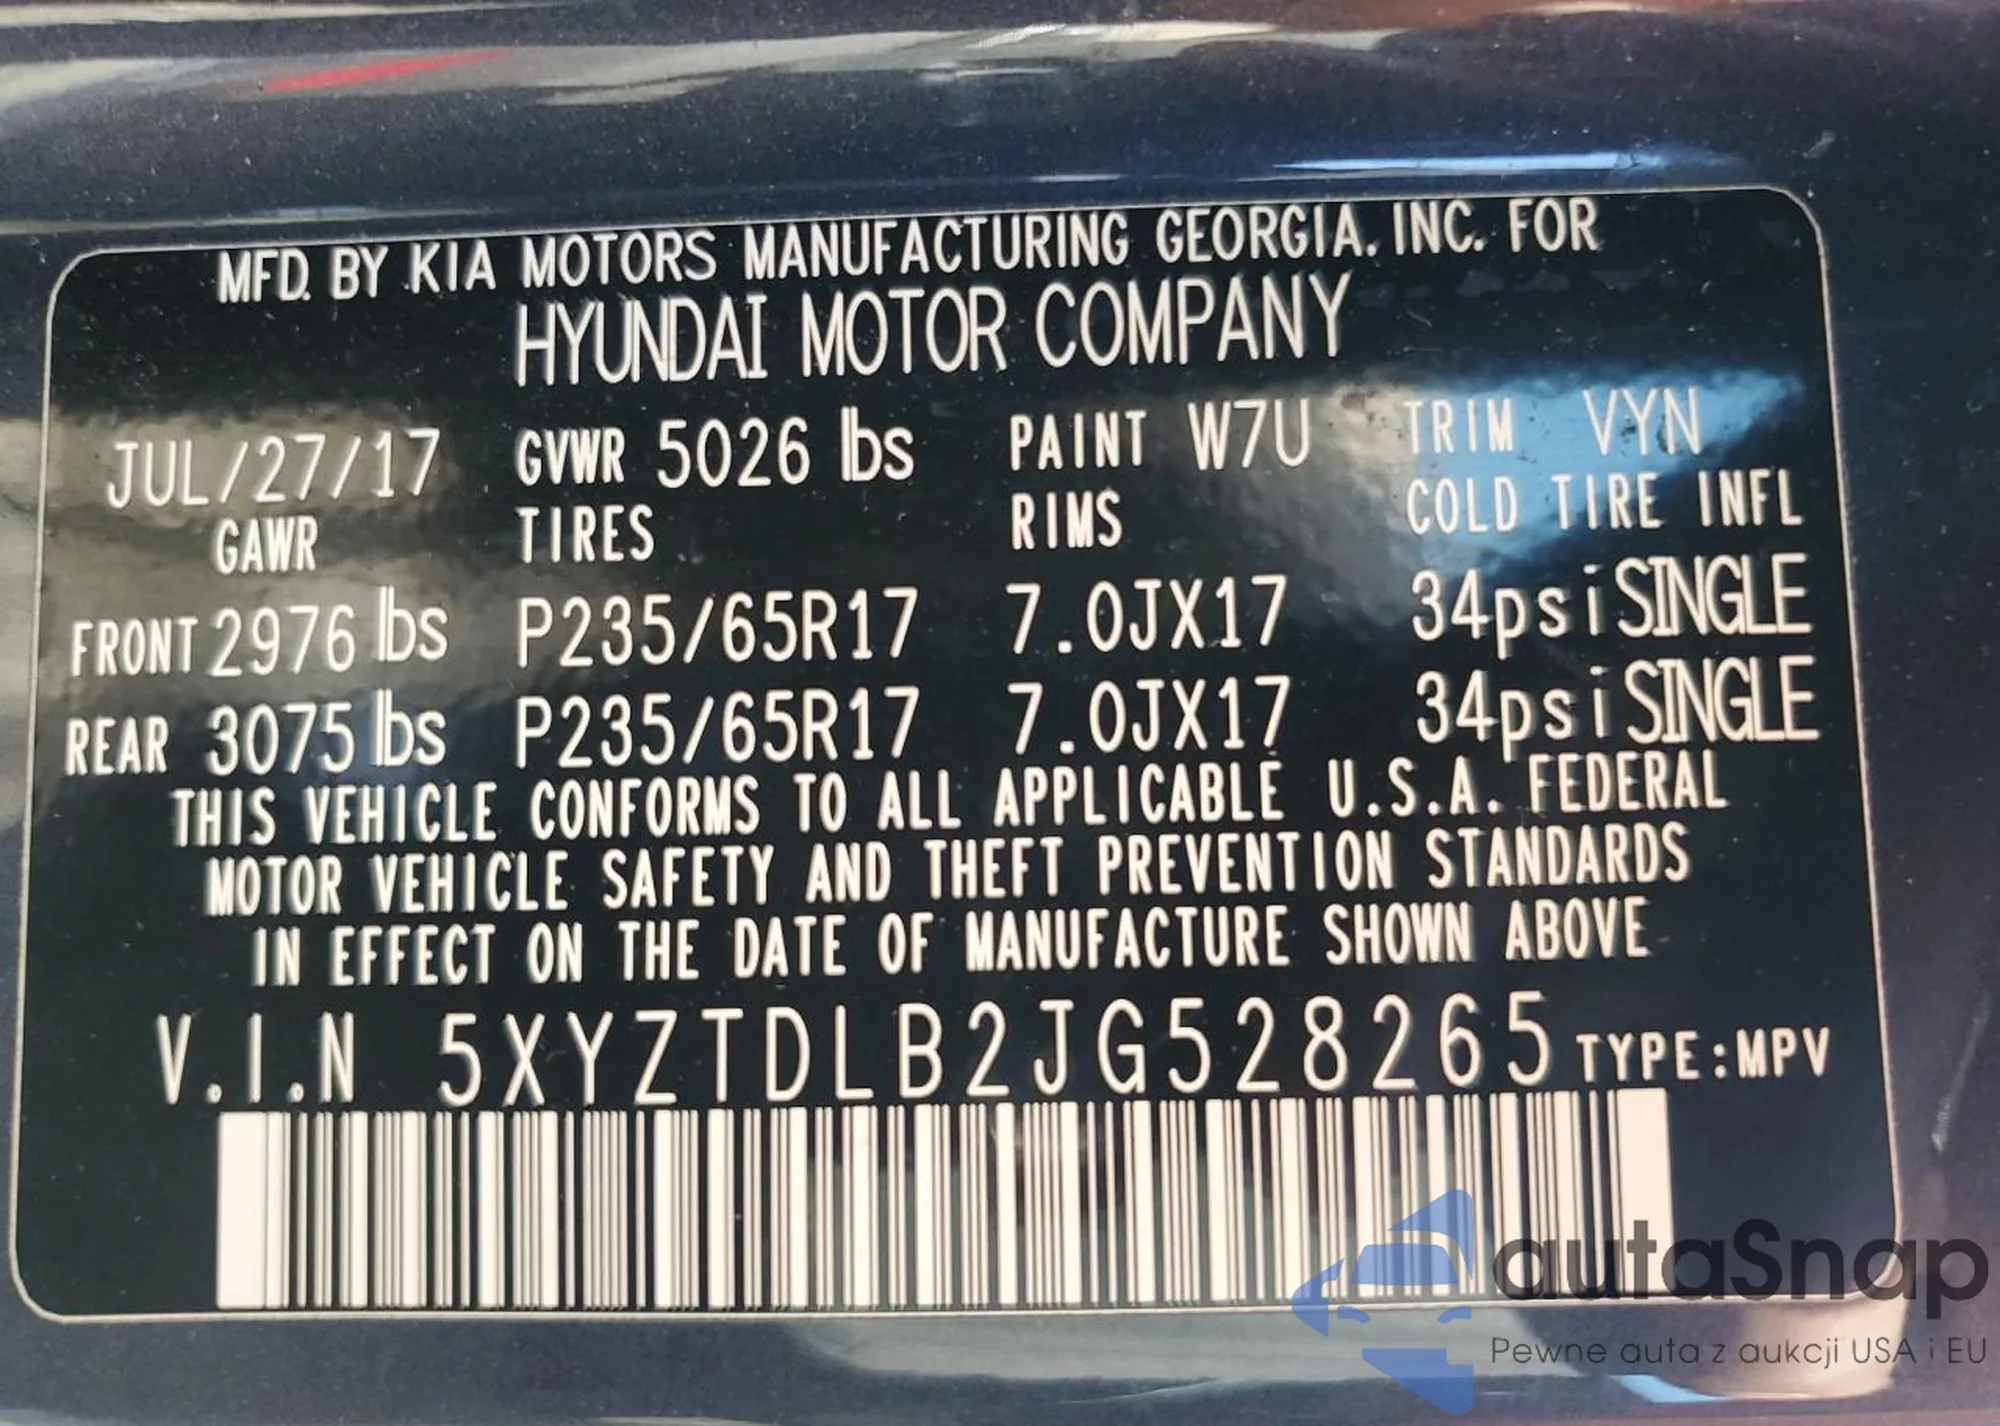 MFD. BY KIA MOTORS MANUFACTURING GEORGIA. INC. FOR
HYUNDAI MOTOR COMPANY
JUL/27/17 GVWR 5026 lbs PAINT W7U TRIM VYN
GAWR TIRES RIMS COLD TIRE INFL
FRONT 2976 lbs P235/65R17 7.0JX17 34psi SINGLE
REAR 3075 lbs P235/65R17 7.0JX17 34psi SINGLE
THIS VEHICLE CONFORMS TO ALL APPLICABLE U.S.A. FEDERAL
MOTOR VEHICLE SAFETY AND THEFT PREVENTION STANDARDS
IN EFFECT ON THE DATE OF MANUFACTURE SHOWN ABOVE
V.I.N 5XYZTDLB2JG528265 TYPE:MPV
autaSnap
Pewne auta z aukcji USA i EU